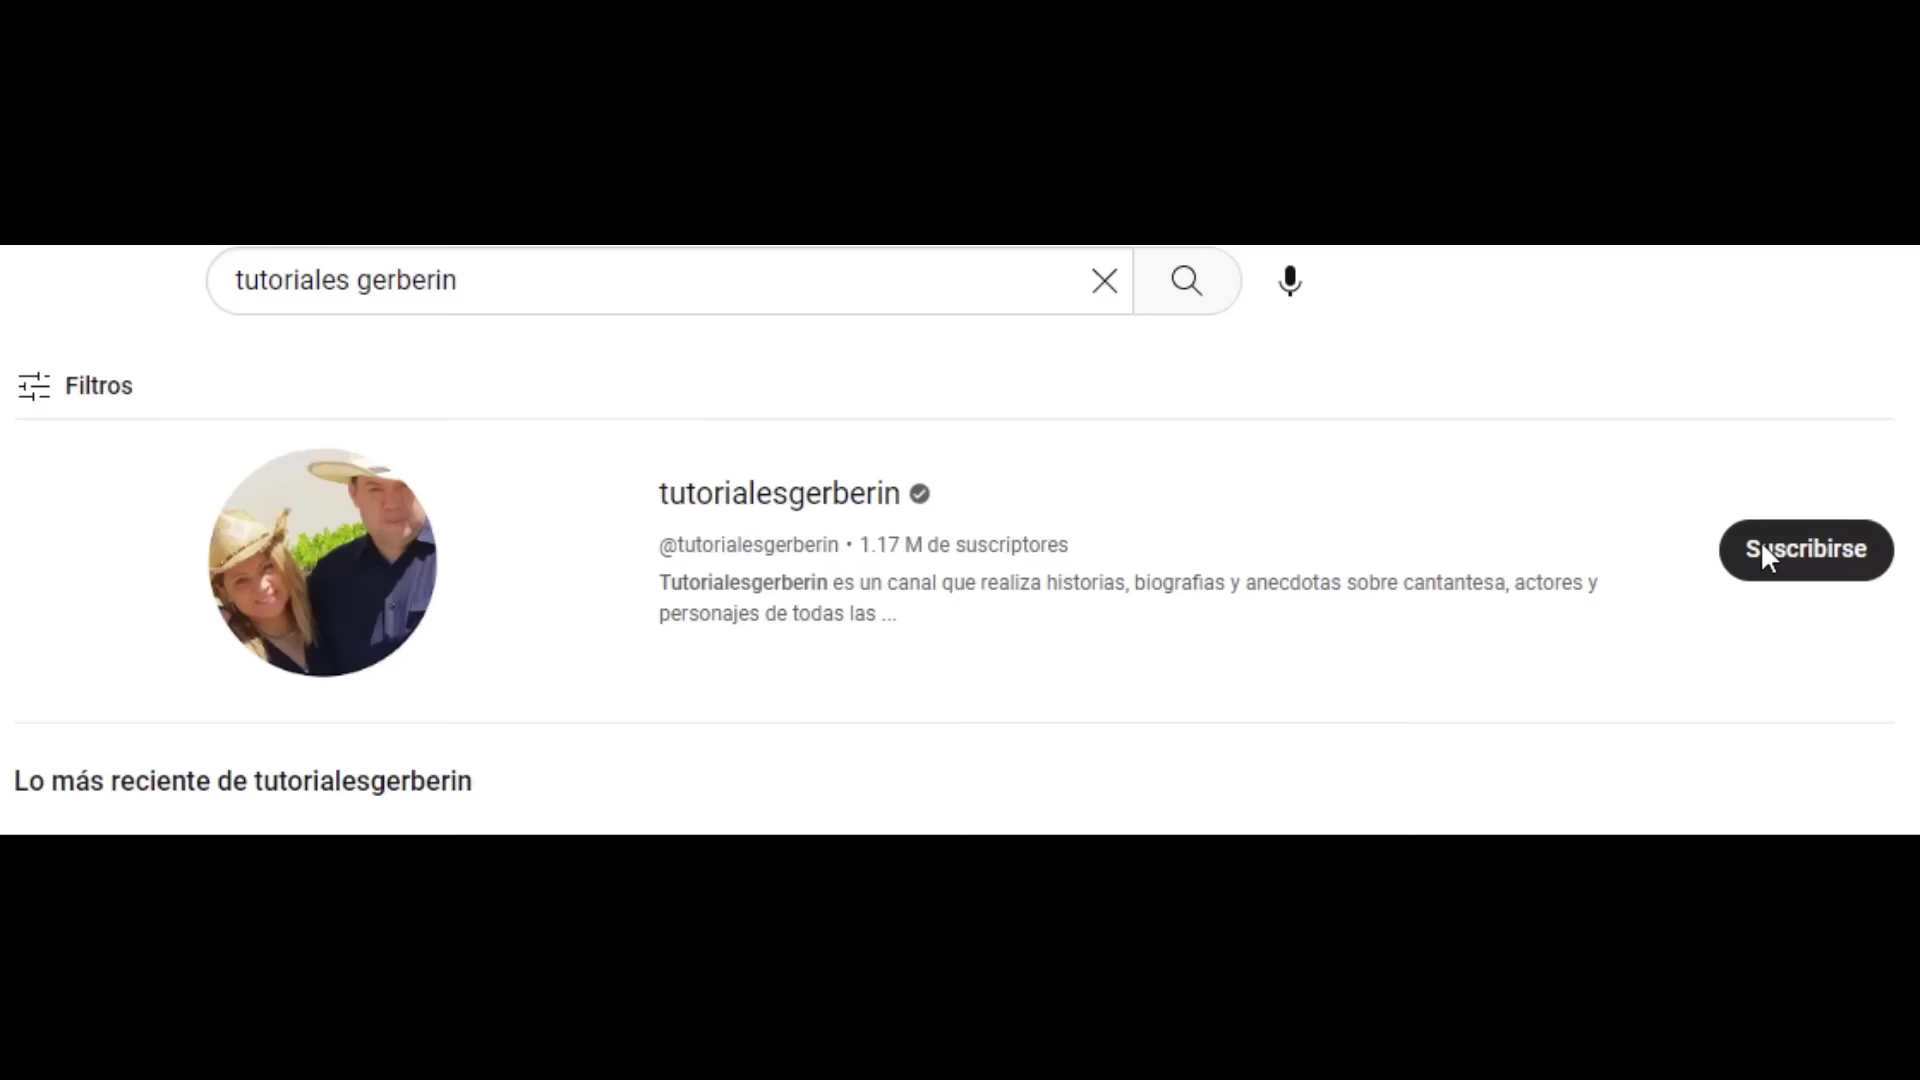 tutoriales gerberin
Filtros
tutorialesgerberin
@tutorialesgerberin • 1.17 M de suscriptores
Suscribirse
Tutorialesgerberin es un canal que realiza historias, biografias y anecdotas sobre cantantesa, actores y
personajes de todas las ...
Lo más reciente de tutorialesgerberin